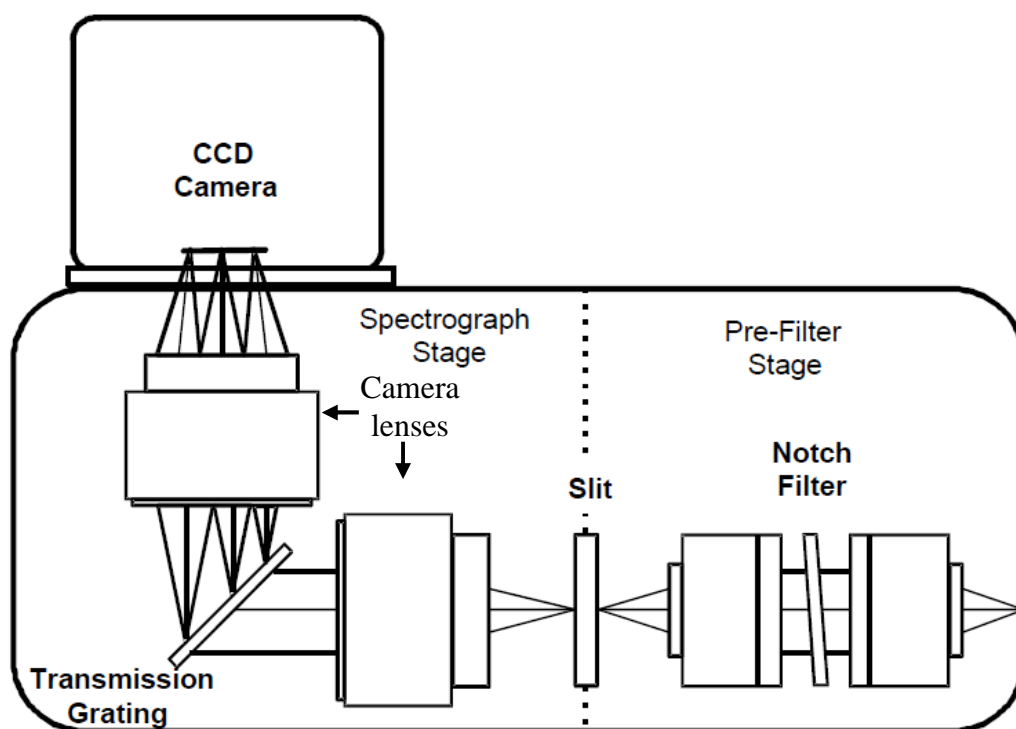 CCD
Camera
Spectrograph
Stage
Pre-Filter
Stage
Camera
lenses
Notch
Filter
Slit
Transmission
Grating